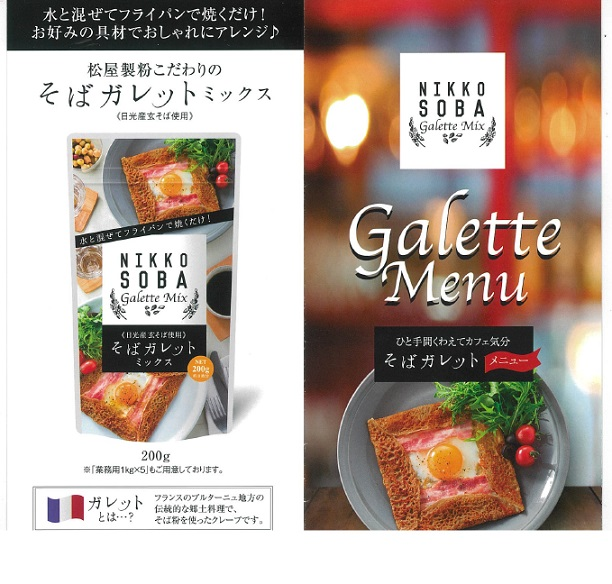 水と混ぜてフライパンで焼くだけ！
お好みの具材でおしゃれにアレンジ♪
松屋製粉こだわりの
そばガレットミックス
《日光産玄そば使用》
水と混ぜてフライパンで焼くだけ！
NIKKO
SOBA
Galette Mix
《日光産玄そば使用》
そばガレット
ミックス
NET
200g
200g
※「業務用1kg×5」もご用意しております。
ガレット
とは…？
フランスのブルターニュ地方の
伝統的な郷土料理で、
そば粉を使ったクレープです。
NIKKO
SOBA
Galette Mix
Galette
Menu
ひと手間くわえてカフェ気分
そばガレット メニュー